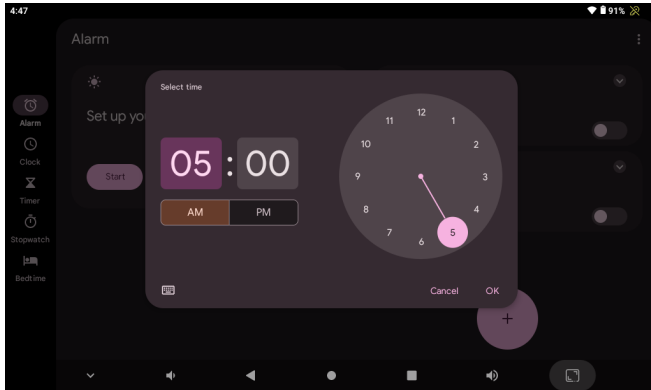 4:47
91%
Alarm
Set up yo
Start
Alarm
Clock
Timer
Stopwatch
Bedtime
Select time
05 : 00
AM PM
12
1
2
3
4
5
6
7
8
9
10
11
Cancel OK